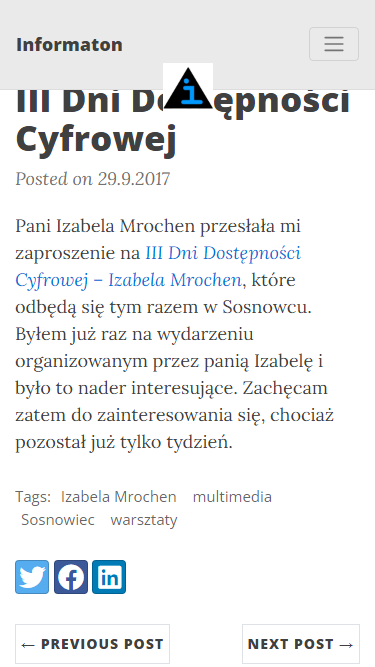 Informaton
III Dni Do ępności
Cyfrowej
Posted on 29.9.2017
Pani Izabela Mrochen przesłała mi
zaproszenie na III Dni Dostępności
Cyfrowej – Izabela Mrochen, które
odbędą się tym razem w Sosnowcu.
Byłem już raz na wydarzeniu
organizowanym przez panią Izabelę i
było to nader interesujące. Zachęcam
zatem do zainteresowania się, chociaż
pozostał już tylko tydzień.
Tags: Izabela Mrochen multimedia
Sosnowiec warsztaty
← PREVIOUS POST
NEXT POST →